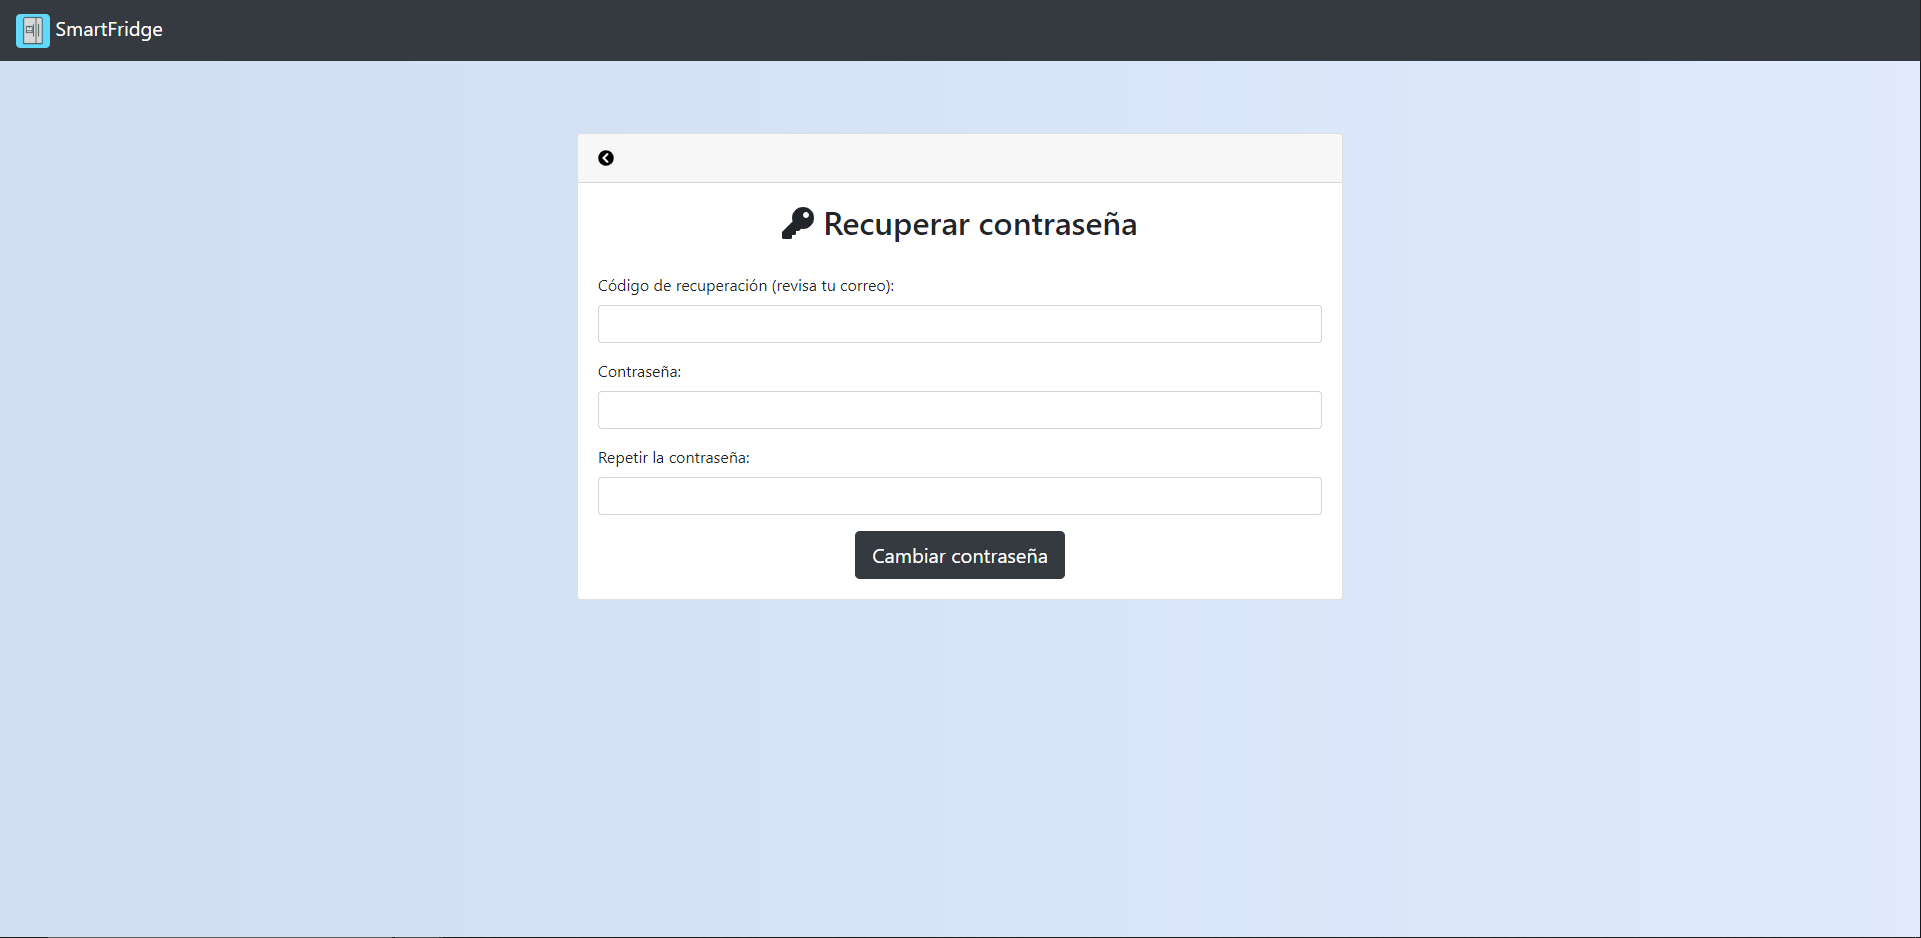 SmartFridge
Recuperar contraseña
Código de recuperación (revisa tu correo):
Contraseña:
Repetir la contraseña:
Cambiar contraseña